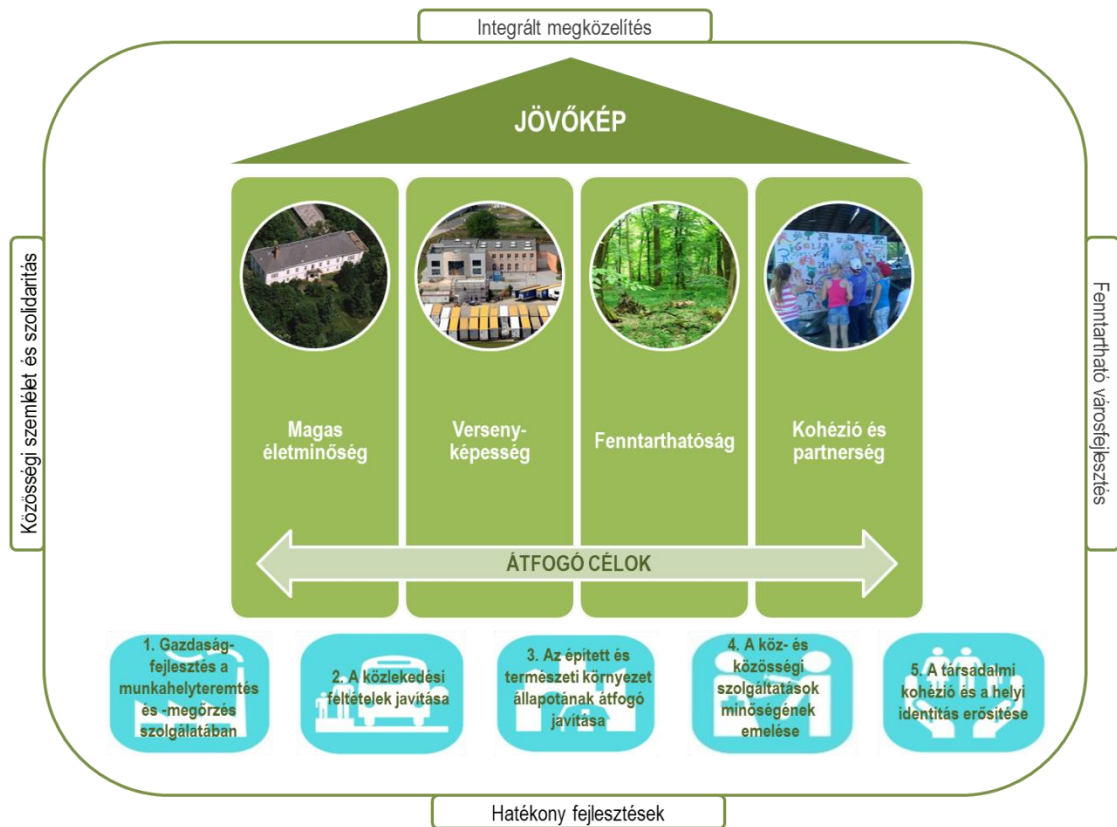 Integrált megközelítés
JÖVŐKÉP
Közösségi szemlélet és szolidaritás
Fenntartható városfejlesztés
Magas
életminőség
Verseny-
képesség
Fenntarthatóság
Kohézió és
partnerség
ÁTFOGÓ CÉLOK
1. Gazdaság-
fejlesztés a
munkahelyteremtés
és -megőrzés
szolgálatában
2. A közlekedési
feltételek javítása
3. Az épített és
természeti környezet
állapotának átfogó
javítása
4. A köz- és
közösségi
szolgáltatások
minőségének
emelése
5. A társadalmi
kohézió és a helyi
identitás erősítése
Hatékony fejlesztések